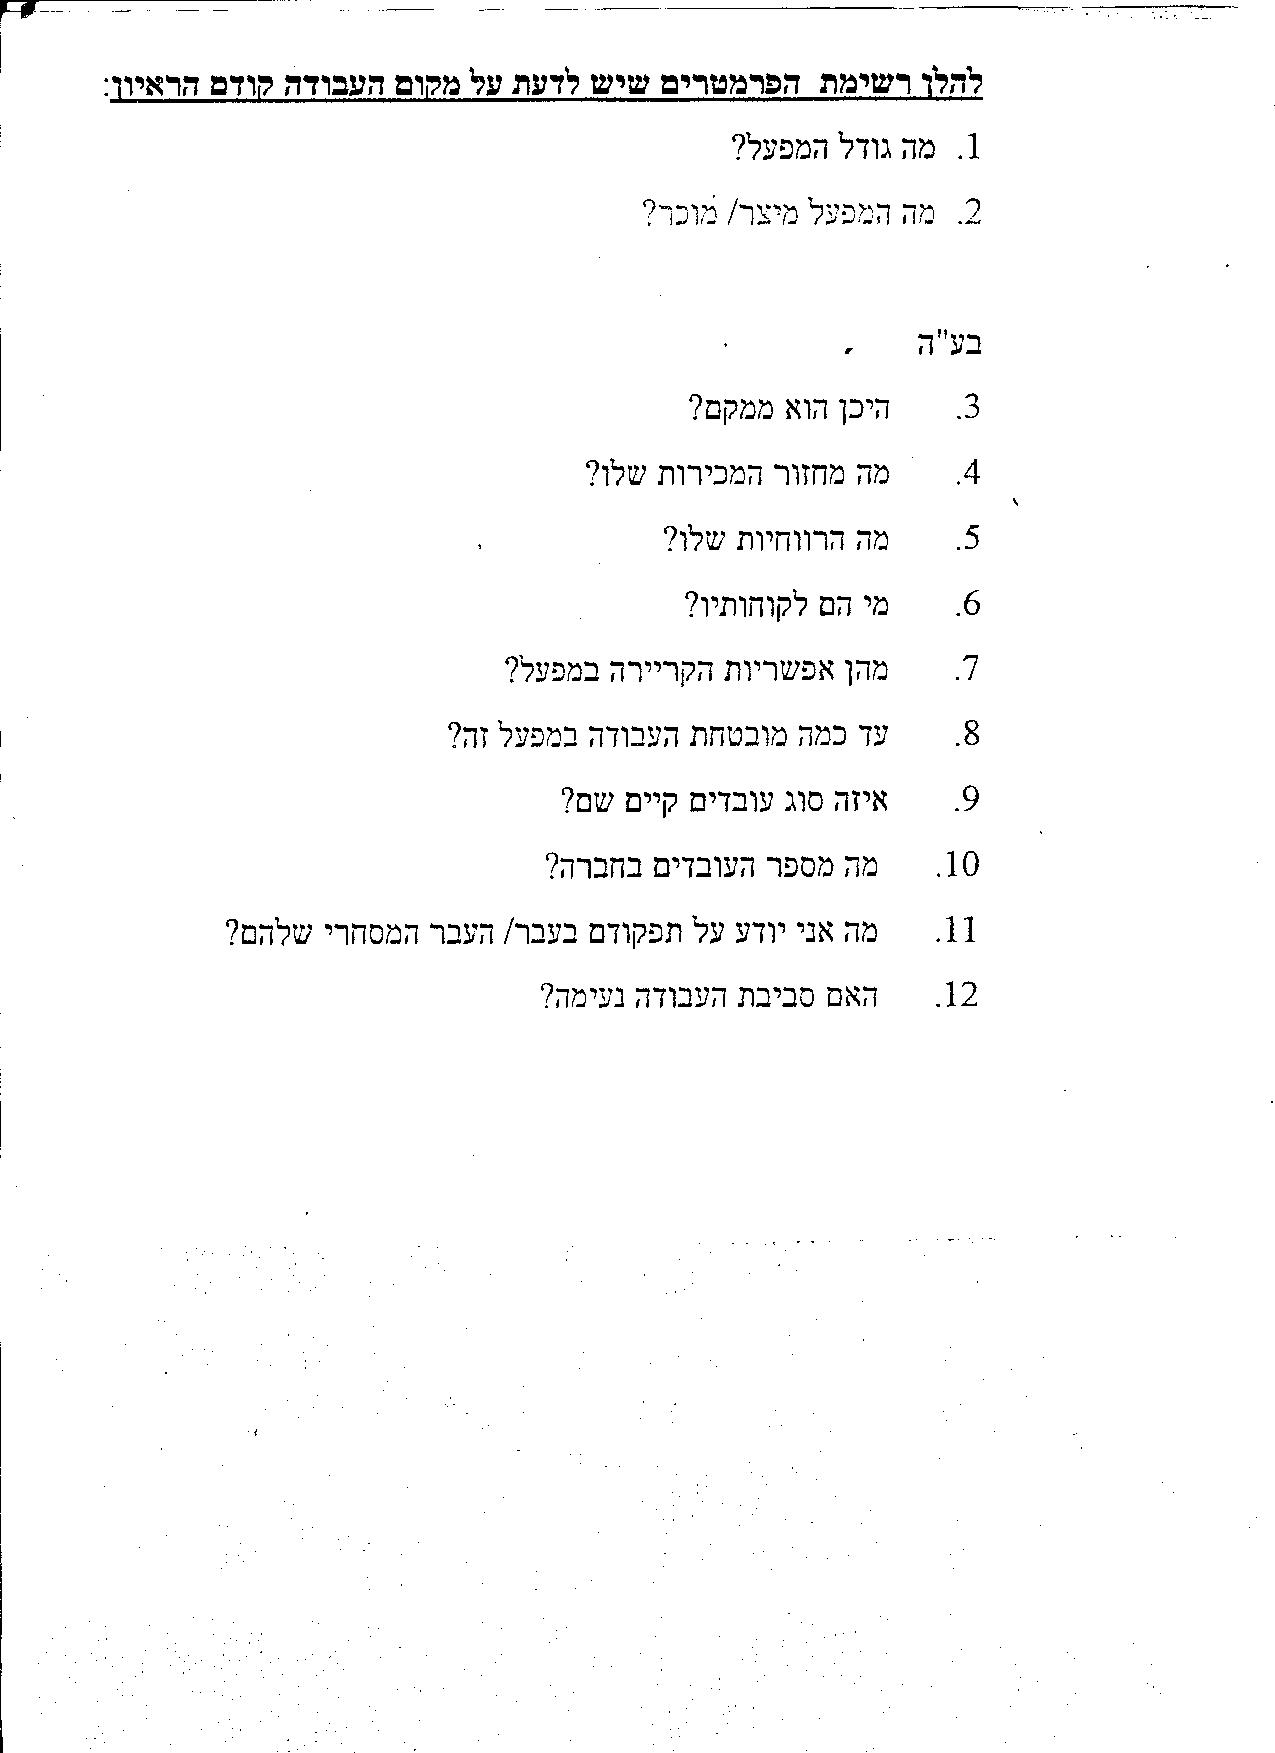 להלן רשימת הפרמטרים שיש לדעת על מקום העבודה קודם הראיון:
1. מה גודל המפעל?
2. מה המפעל מיצר/ מוכר?
בע"ה
3. היכן הוא ממקם?
4. מה מחזור המכירות שלו?
5. מה הרווחיות שלו?
6. מי הם לקוחותיו?
7. מהן אפשריות הקריירה במפעל?
8. עד כמה מובטחת העבודה במפעל זה?
9. איזה סוג עובדים קיים שם?
10. מה מספר העובדים בחברה?
11. מה אני יודע על תפקודם בעבר/ העבר המסחרי שלהם?
12. האם סביבת העבודה נעימה?